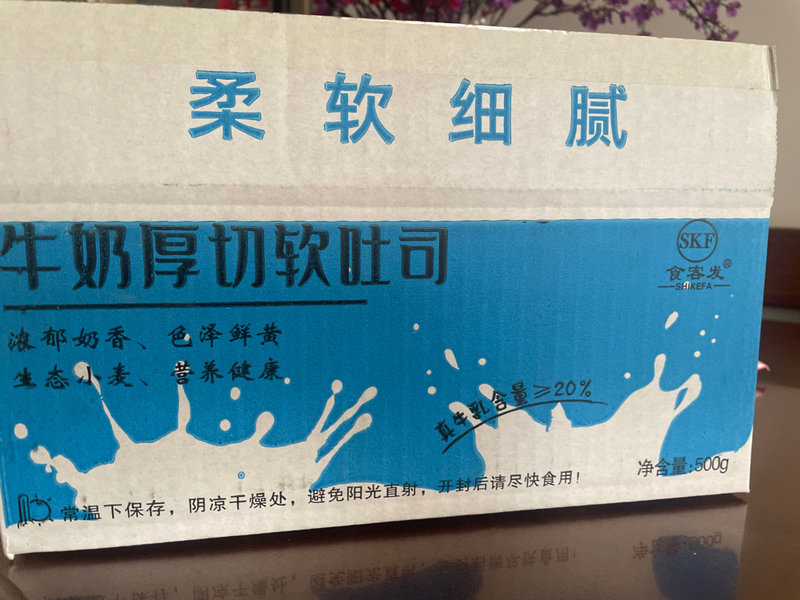 柔软细腻
牛奶厚切软吐司
SKF
食客发®
SHIKEFA
浓郁奶香、色泽鲜黄
生态小麦、营养健康
含量≥20%
净含量:500g
常温下保存，阴凉干燥处，避免阳光直射，开封后请尽快食用!